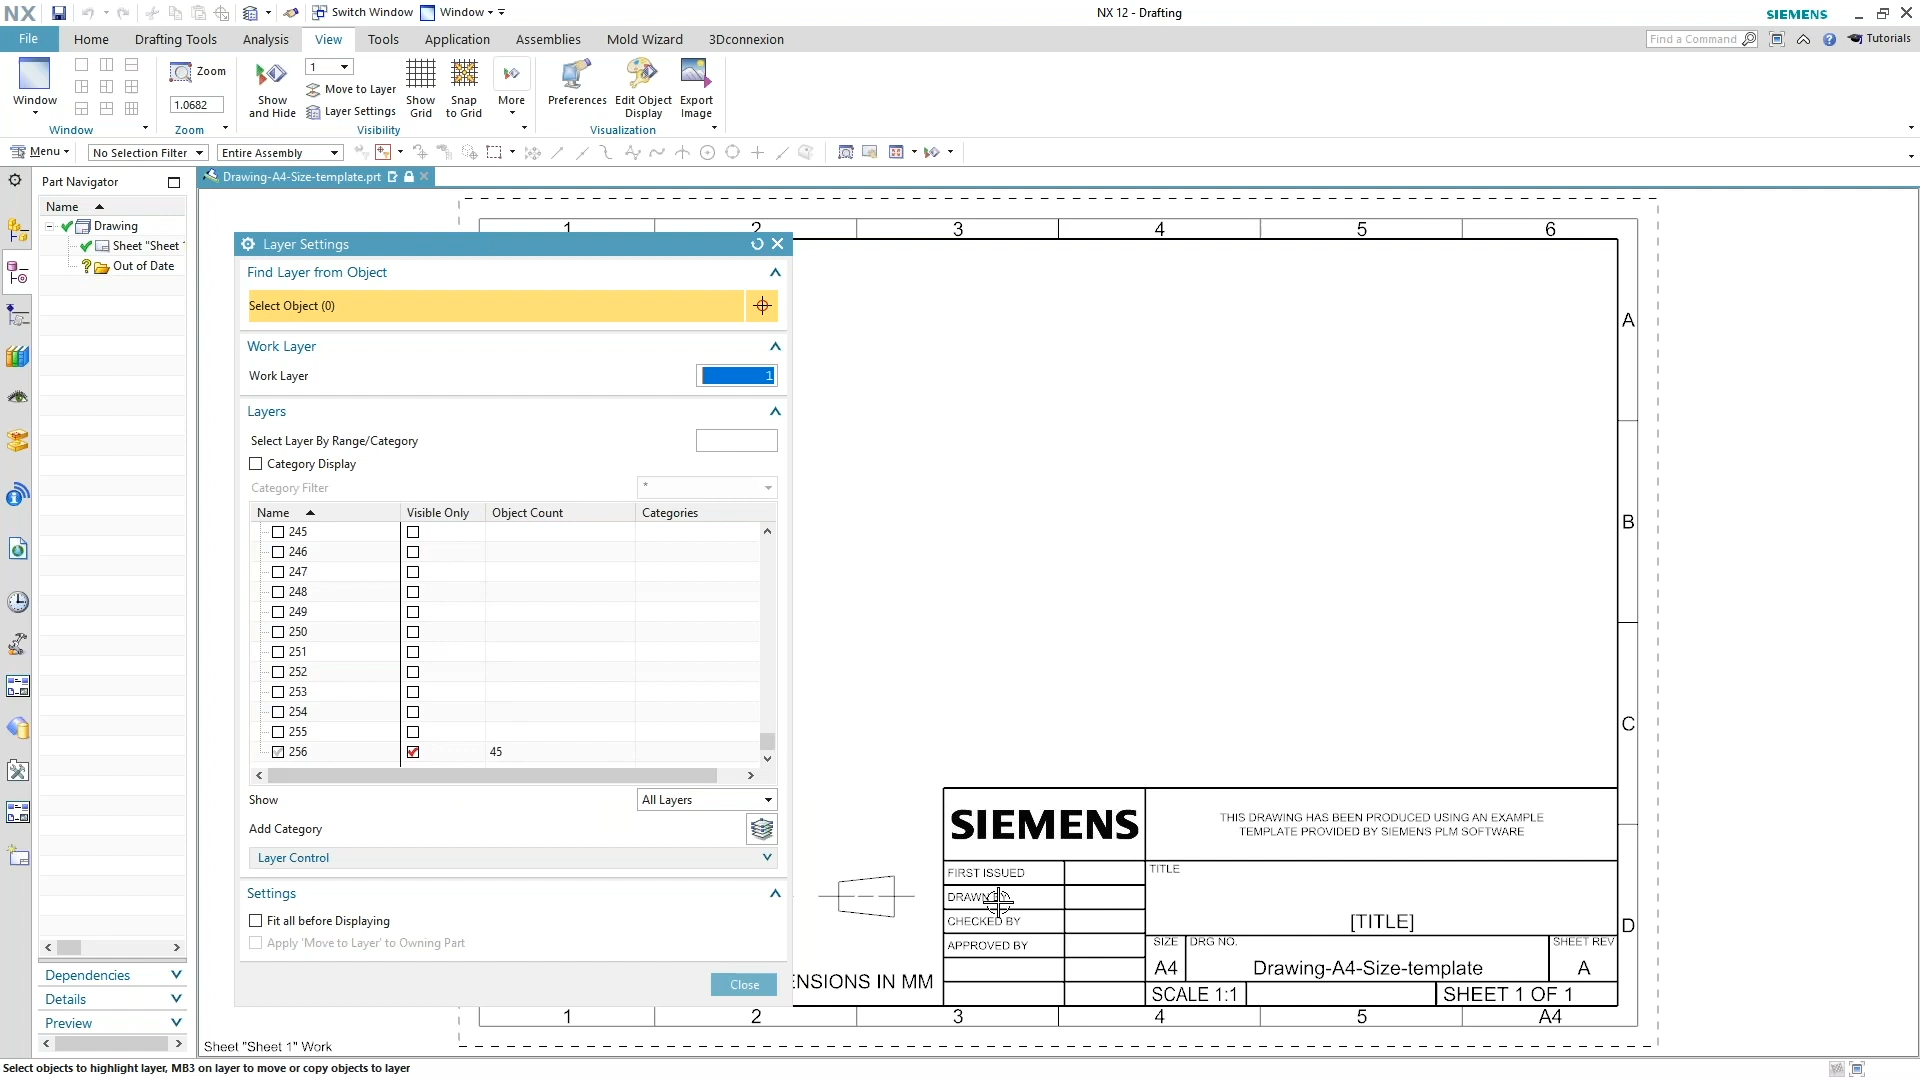 NX
Switch Window
Window
NX 12 - Drafting
SIEMENS
File
Home
Drafting Tools
Analysis
View
Tools
Application
Assemblies
Mold Wizard
3Dconnexion
Find a Command
Tutorials
Window
Zoom
1.0682
Show and Hide
1
Move to Layer
Layer Settings
Show Grid
Snap to Grid
More
Preferences
Edit Object Display
Export Image
Window
Zoom
Visibility
Visualization
Menu
No Selection Filter
Entire Assembly
Part Navigator
Drawing-A4-Size-template.prt
Name
Drawing
Sheet "Sheet
Out of Date
Dependencies
Details
Preview
Layer Settings
Find Layer from Object
Select Object (0)
Work Layer
Work Layer
1
Layers
Select Layer By Range/Category
Category Display
Category Filter
*
Name
Visible Only
Object Count
Categories
245
246
247
248
249
250
251
252
253
254
255
256
45
Show
All Layers
Add Category
Layer Control
Settings
Fit all before Displaying
Apply 'Move to Layer' to Owning Part
Close
1
2
3
4
5
6
A
B
C
D
SIEMENS
THIS DRAWING HAS BEEN PRODUCED USING AN EXAMPLE
TEMPLATE PROVIDED BY SIEMENS PLM SOFTWARE
FIRST ISSUED
TITLE
DRAWN BY
CHECKED BY
[TITLE]
APPROVED BY
SIZE
DRG NO.
SHEET REV
A4
Drawing-A4-Size-template
A
ENSIONS IN MM
SCALE 1:1
SHEET 1 OF 1
1
2
3
4
5
A4
Sheet "Sheet 1" Work
Select objects to highlight layer, MB3 on layer to move or copy objects to layer